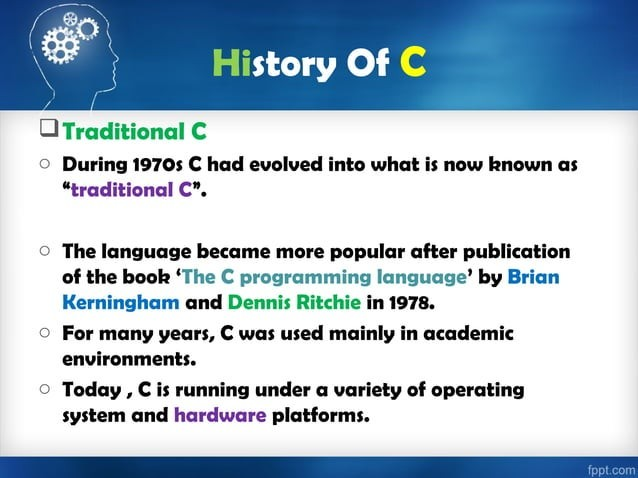 History Of C
Traditional C
During 1970s C had evolved into what is now known as
“traditional C”.
The language became more popular after publication
of the book ‘The C programming language’ by Brian
Kerningham and Dennis Ritchie in 1978.
For many years, C was used mainly in academic
environments.
Today , C is running under a variety of operating
system and hardware platforms.
fppt.com